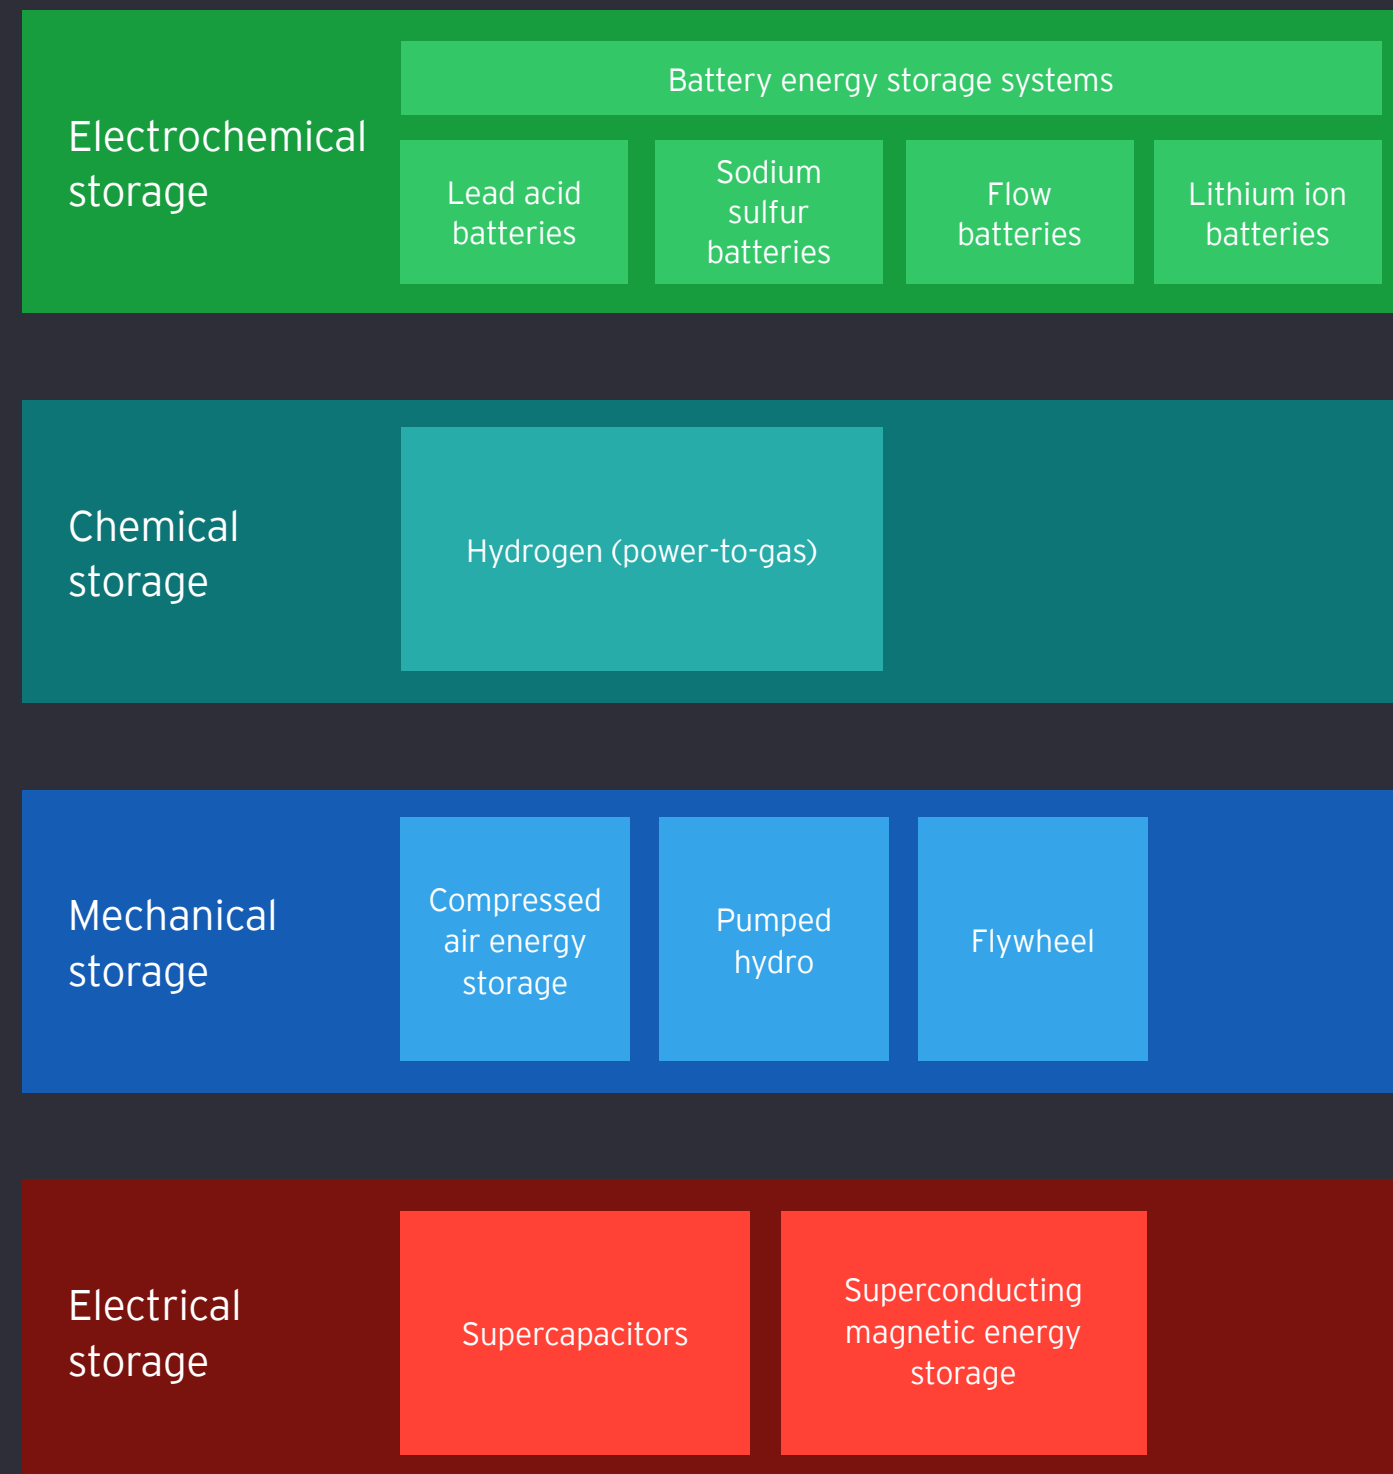 Electrochemical
storage
Battery energy storage systems
Lead acid
batteries
Sodium
sulfur
batteries
Flow
batteries
Lithium ion
batteries
Chemical
storage
Hydrogen (power-to-gas)
Mechanical
storage
Compressed
air energy
storage
Pumped
hydro
Flywheel
Electrical
storage
Supercapacitors
Superconducting
magnetic energy
storage